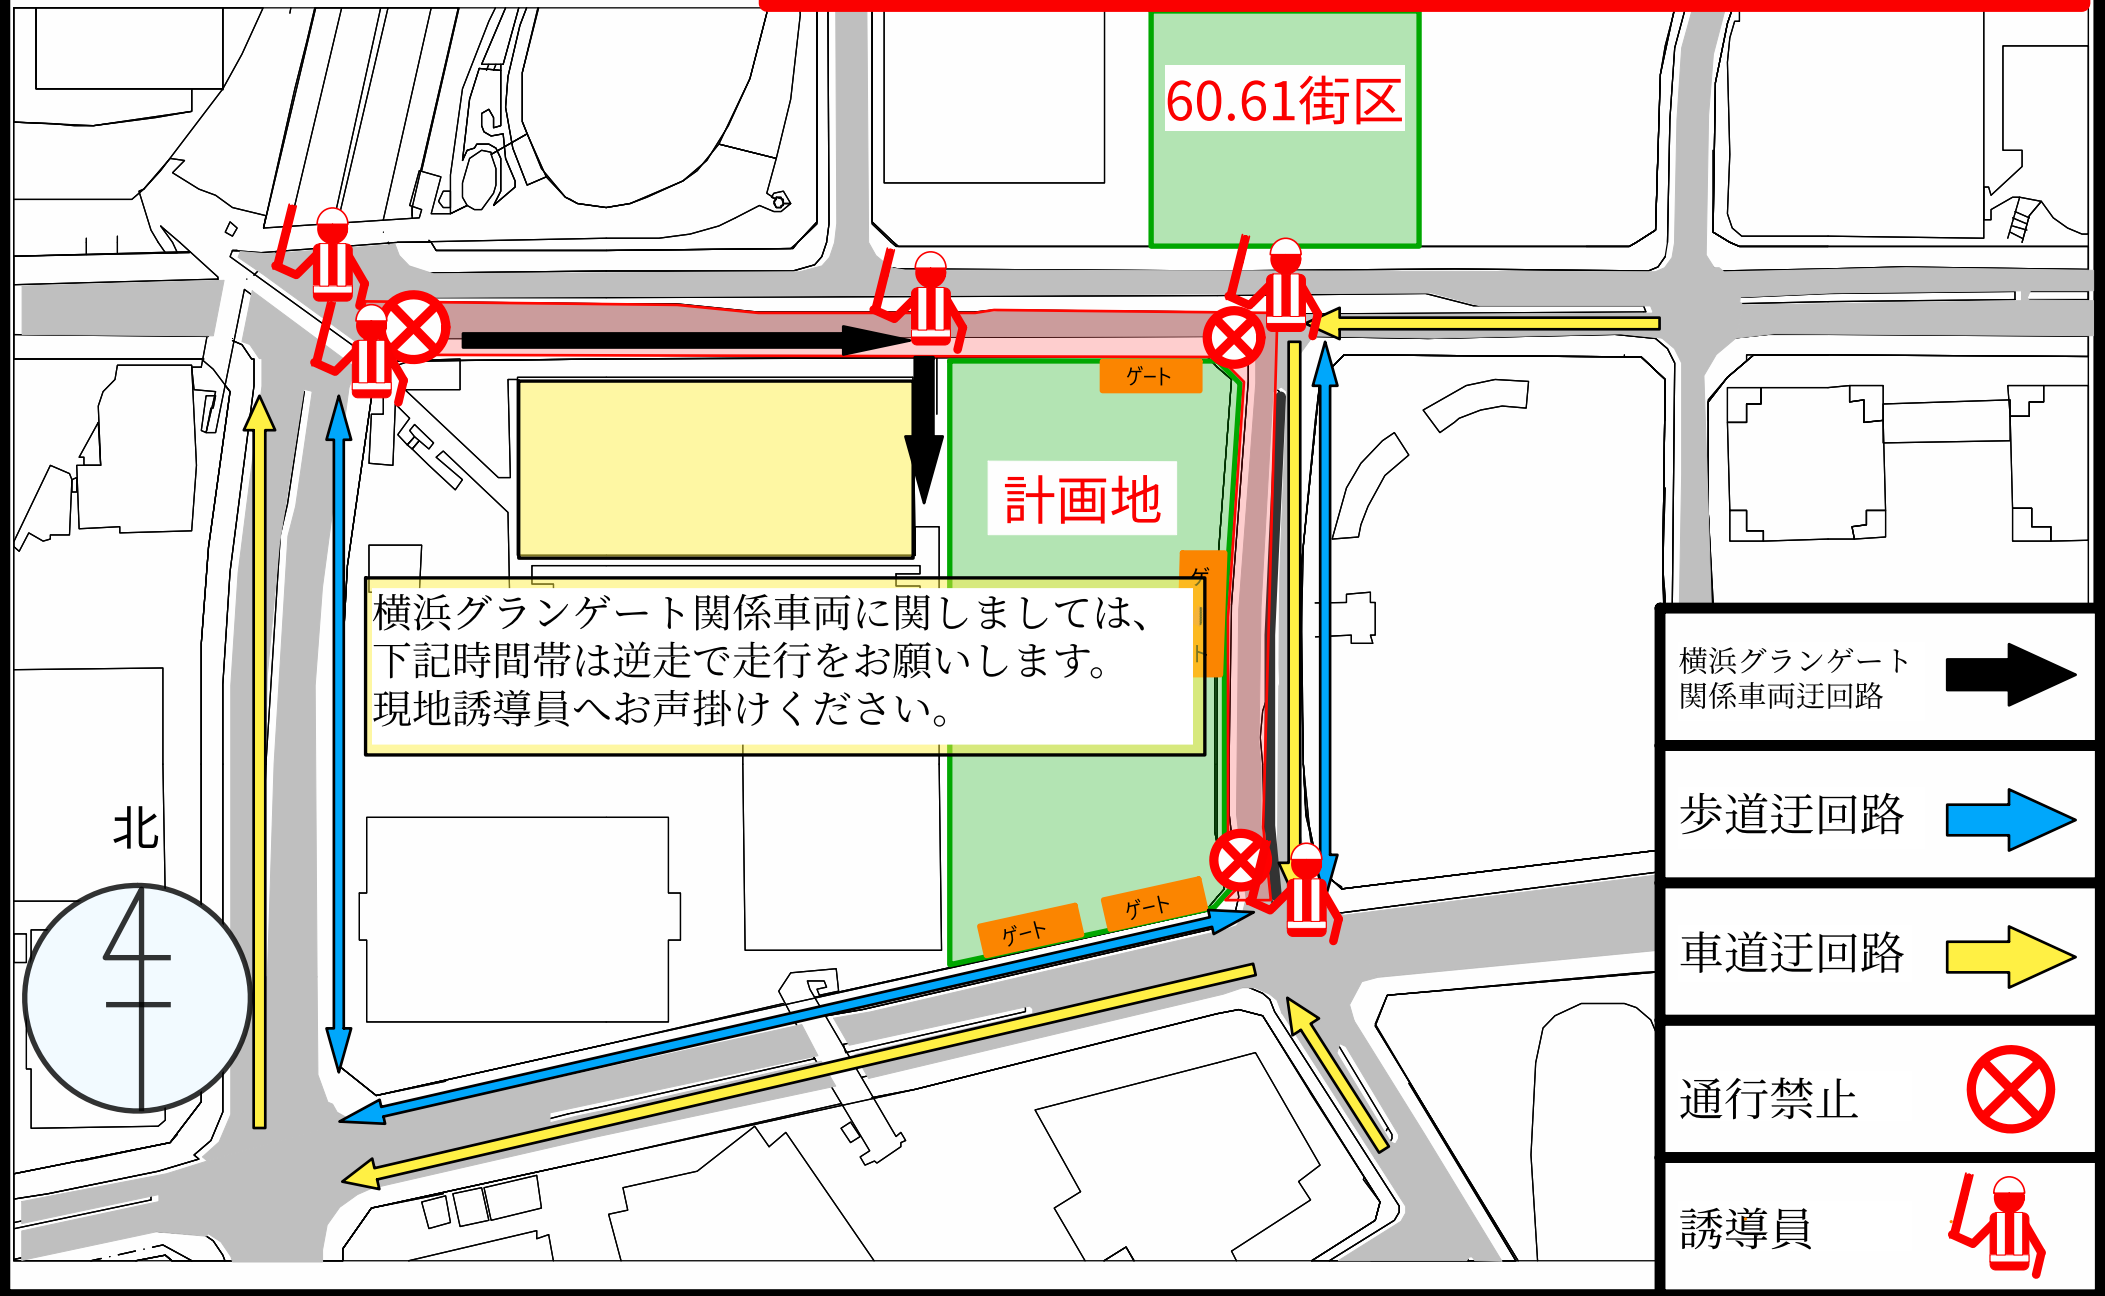 60.61街区
ゲート
計画地
ゲート
横浜グランゲート関係車両に関しましては、
下記時間帯は逆走で走行をお願いします。
現地誘導員へお声掛けください。
横浜グランゲート
関係車両迂回路
歩道迂回路
北
ゲート
ゲート
車道迂回路
通行禁止
誘導員